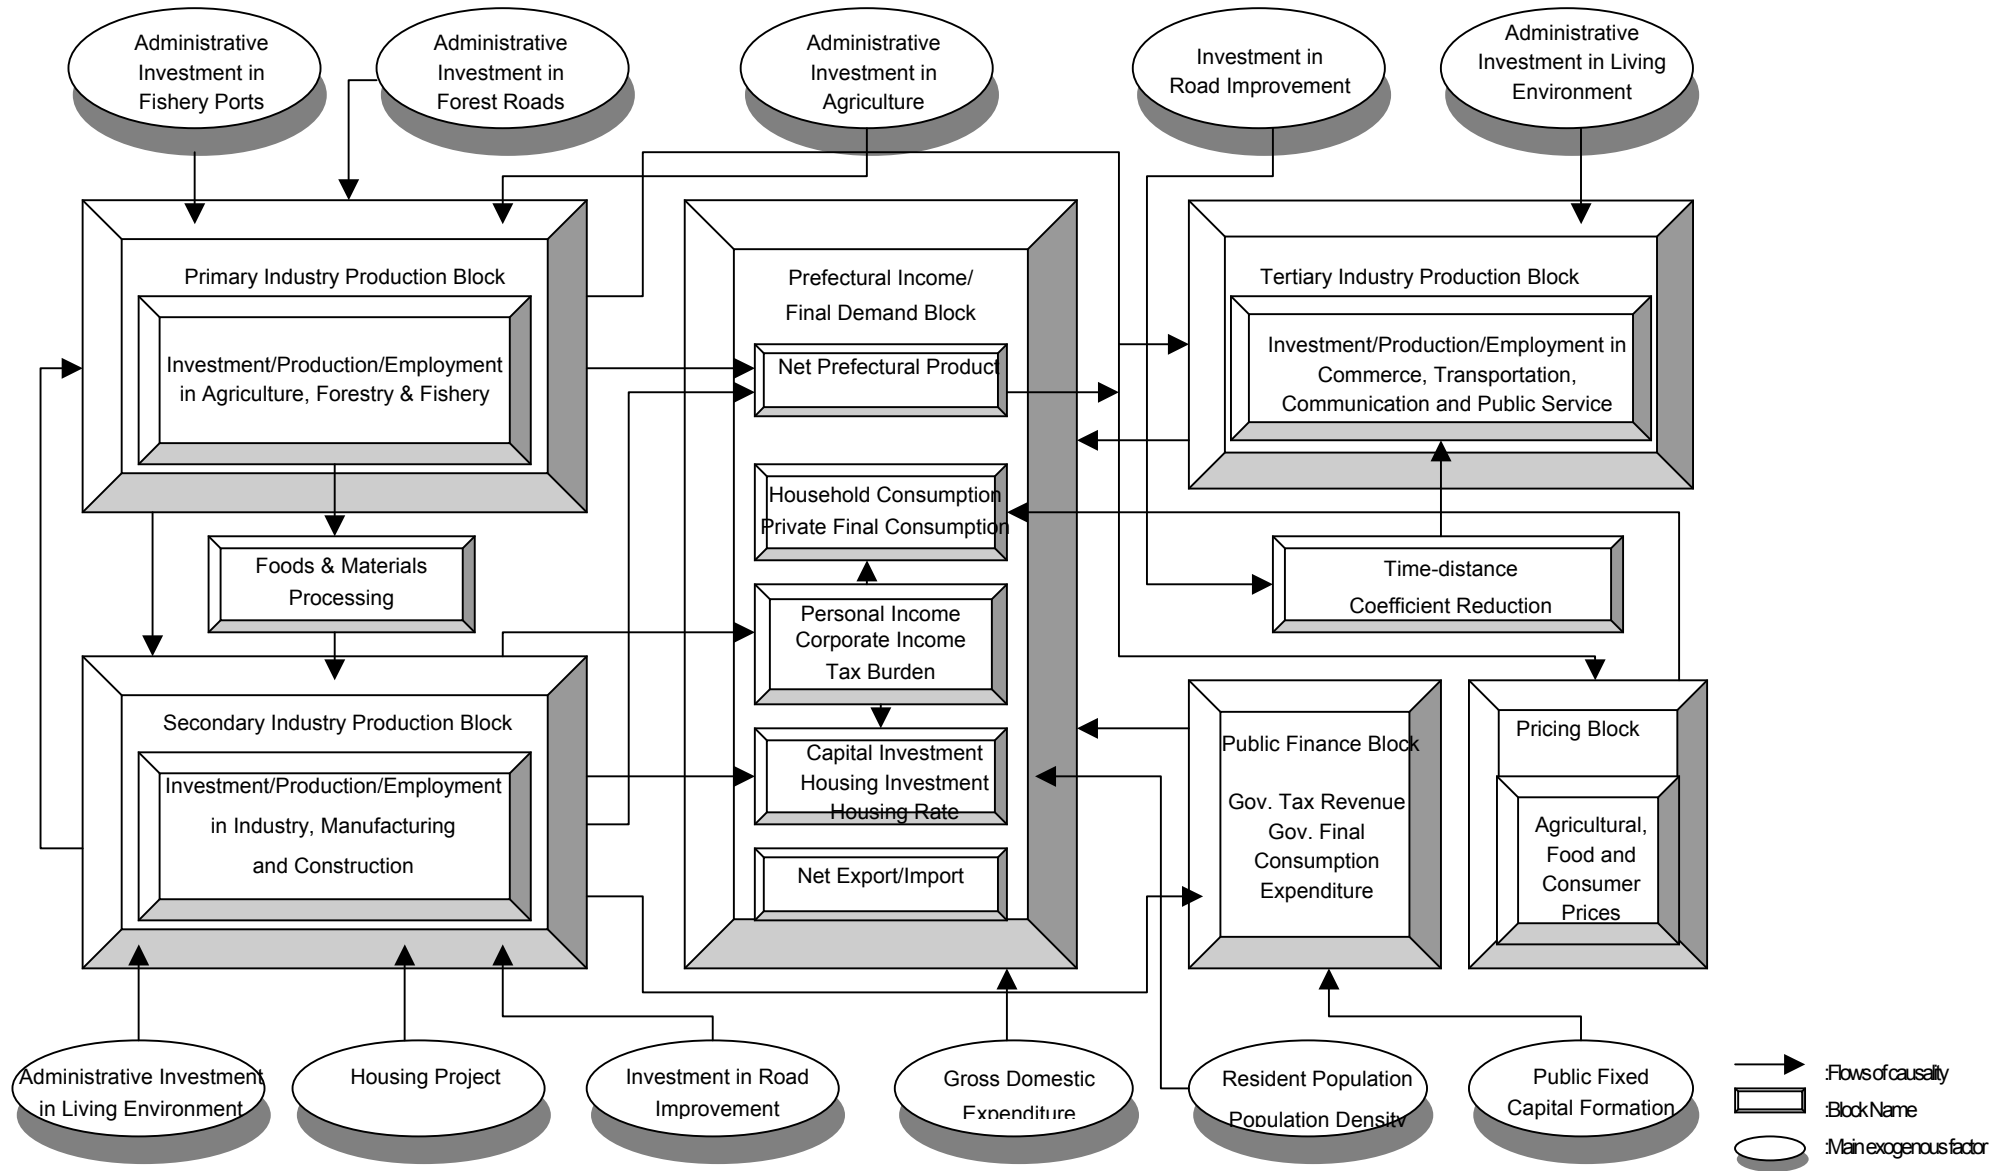 Administrative
Investment in
Fishery Ports
Administrative
Investment in
Forest Roads
Administrative
Investment in
Agriculture
Investment in
Road Improvement
Administrative
Investment in Living
Environment
Primary Industry Production Block
Investment/Production/Employment
in Agriculture, Forestry & Fishery
Prefectural Income/
Final Demand Block
Net Prefectural Product
Household Consumption
Private Final Consumption
Personal Income
Corporate Income
Tax Burden
Capital Investment
Housing Investment
Housing Rate
Net Export/Import
Tertiary Industry Production Block
Investment/Production/Employment in
Commerce, Transportation,
Communication and Public Service
Foods & Materials
Processing
Time-distance
Coefficient Reduction
Secondary Industry Production Block
Investment/Production/Employment
in Industry, Manufacturing
and Construction
Public Finance Block
Gov. Tax Revenue
Gov. Final
Consumption
Expenditure
Pricing Block
Agricultural,
Food and
Consumer
Prices
Administrative Investment
in Living Environment
Housing Project
Investment in Road
Improvement
Gross Domestic
Expenditure
Resident Population
Population Density
Public Fixed
Capital Formation
:Flows of causality
:Block Name
:Main exogenous factor